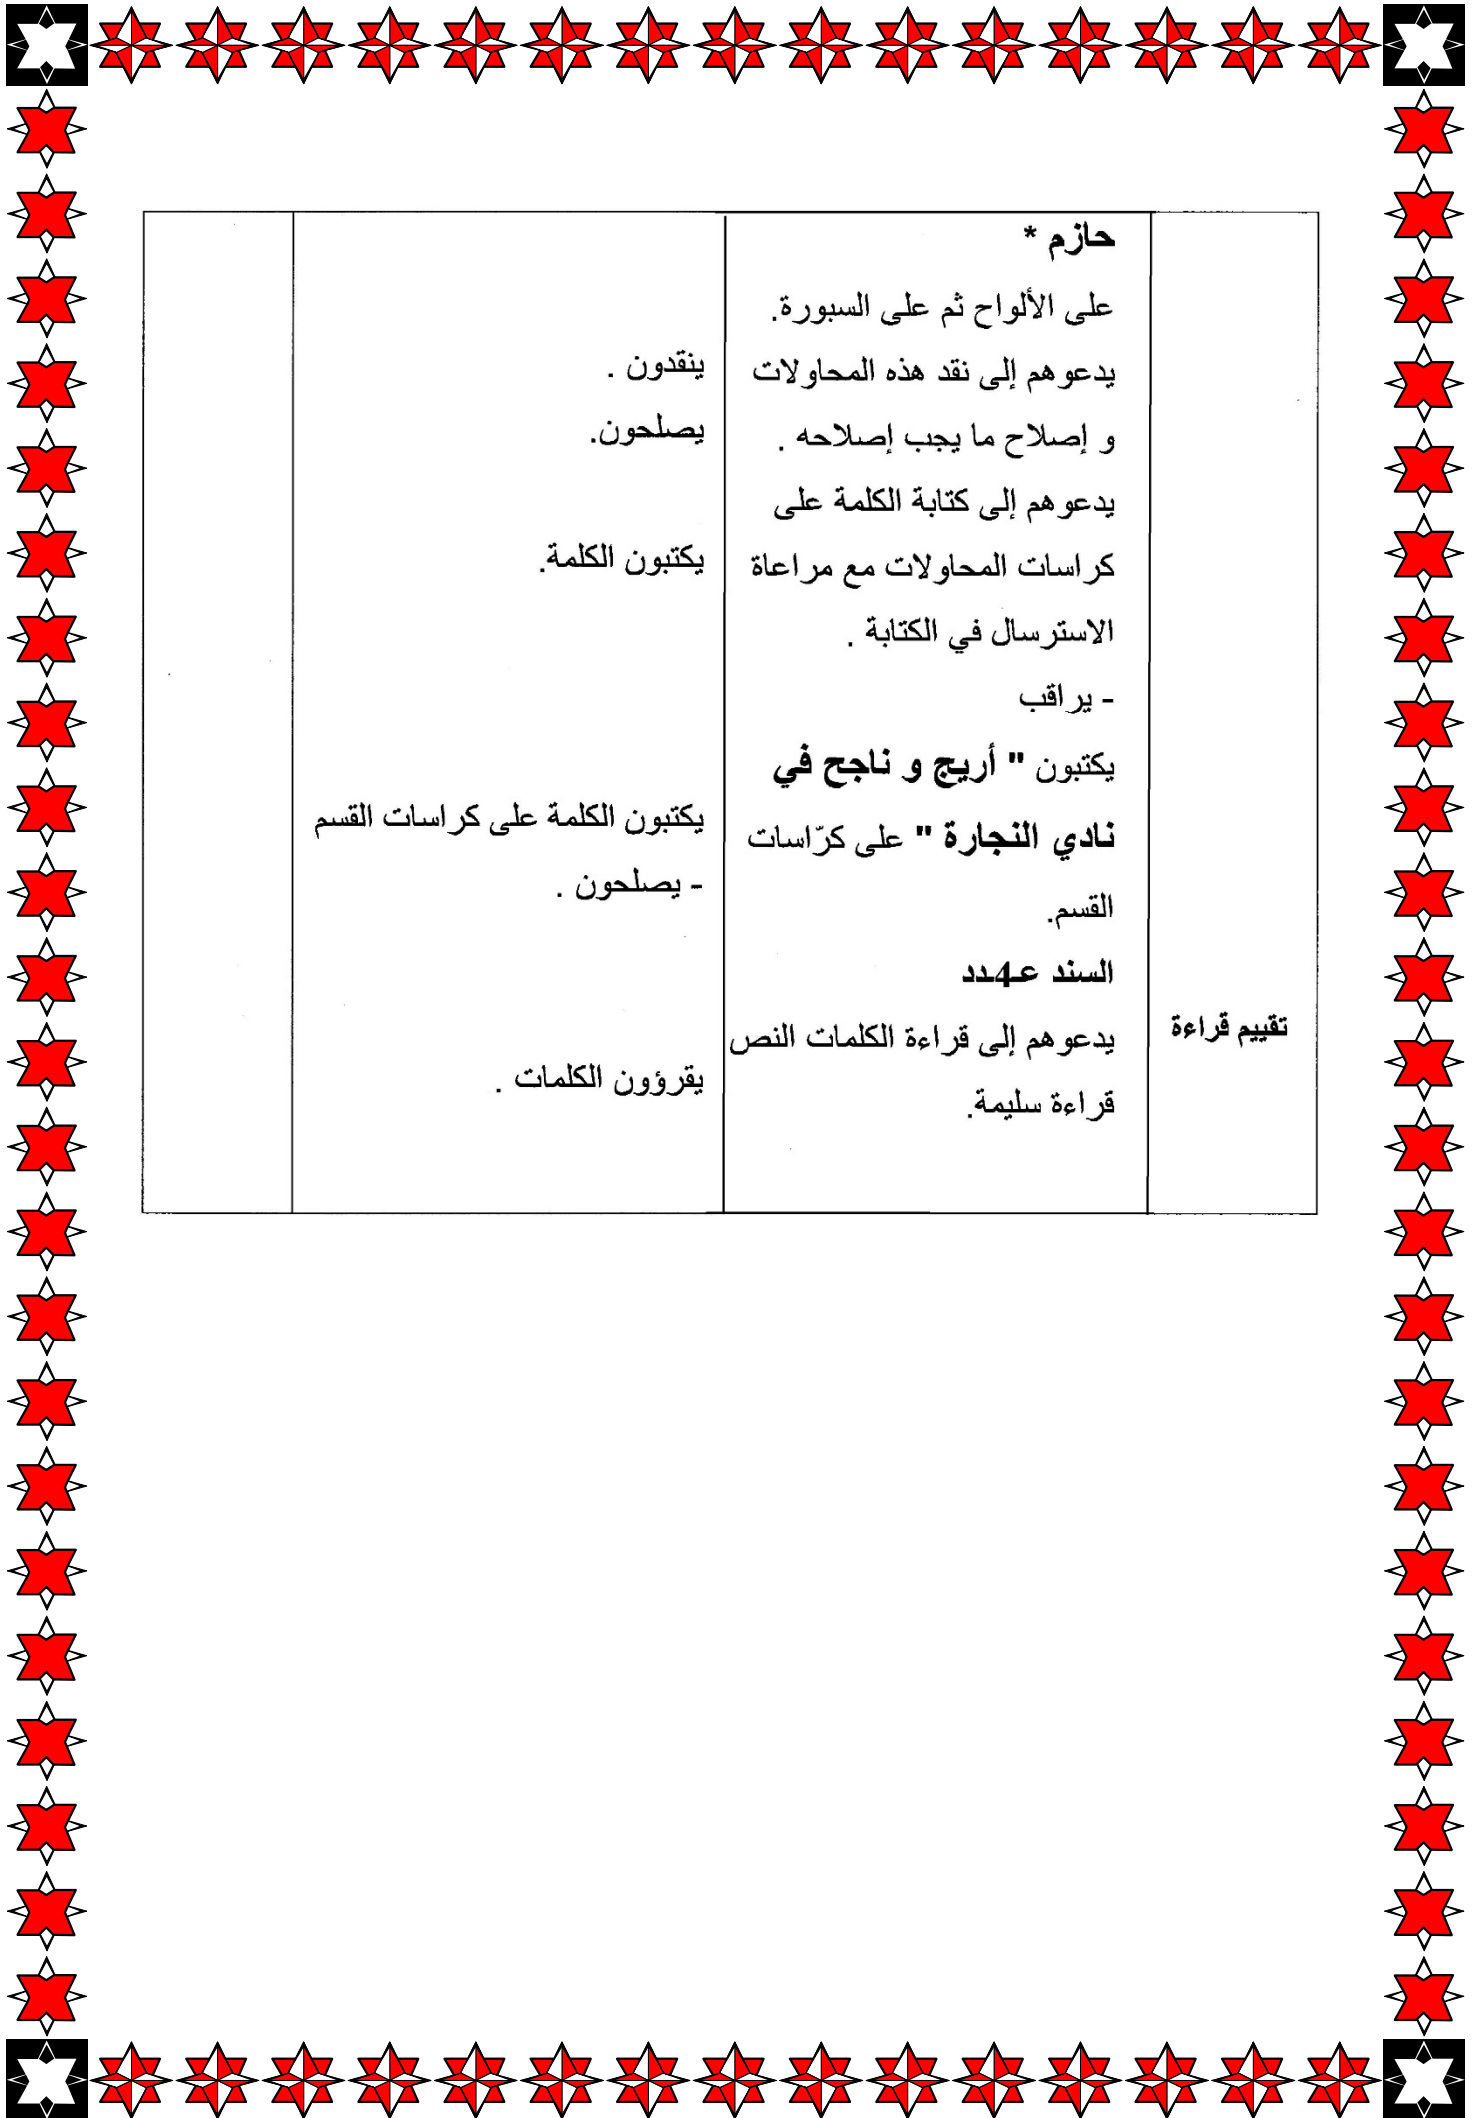 حازم *
على الألواح ثم على السبورة.
يدعوهم إلى نقد هذه المحاولات
و إصلاح ما يجب إصلاحه .
يدعوهم إلى كتابة الكلمة على
كراسات المحاولات مع مراعاة
الاسترسال في الكتابة .
- يراقب
يكتبون " أريج و ناجح في
نادي النجارة " على كرّاسات
القسم.
السند عـ4ـدد
تقييم قراءة
يدعوهم إلى قراءة الكلمات النص
قراءة سليمة.
ينقدون .
يصلحون.
يكتبون الكلمة.
يكتبون الكلمة على كراسات القسم
- يصلحون .
يقرؤون الكلمات .